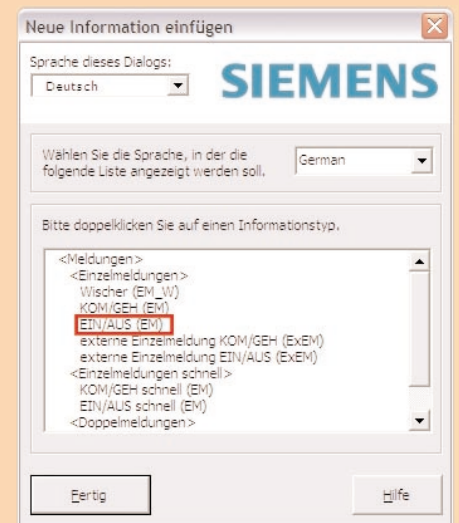 Neue Information einfügen
Sprache dieses Dialogs:
Deutsch
SIEMENS
Wählen Sie die Sprache, in der die
folgende Liste angezeigt werden soll.
German
Bitte doppelklicken Sie auf einen Informationstyp.
<Meldungen>
<Einzelmeldungen>
Wischer (EM_W)
KOM/GEH (EM)
EIN/AUS (EM)
externe Einzelmeldung KOM/GEH (ExEM)
externe Einzelmeldung EIN/AUS (ExEM)
<Einzelmeldungen schnell>
KOM/GEH schnell (EM)
EIN/AUS schnell (EM)
<Doppelmeldungen>
Fertig
Hilfe